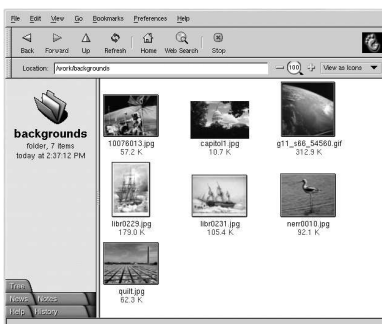 File Edit View Go Bookmarks Preferences Help
Back Forward Up Refresh Home Web Search Stop
Location: /work/backgrounds 100 View as Icons
backgrounds
folder, 7 items
today at 2:37:12 PM
10076013.jpg
57.2 K
capitol1.jpg
10.7 K
g11_s66_54560.gif
312.9 K
libr0229.jpg
179.0 K
libr0231.jpg
105.4 K
nerr0010.jpg
92.1 K
quilt.jpg
62.3 K
Tree
News Notes
Help History